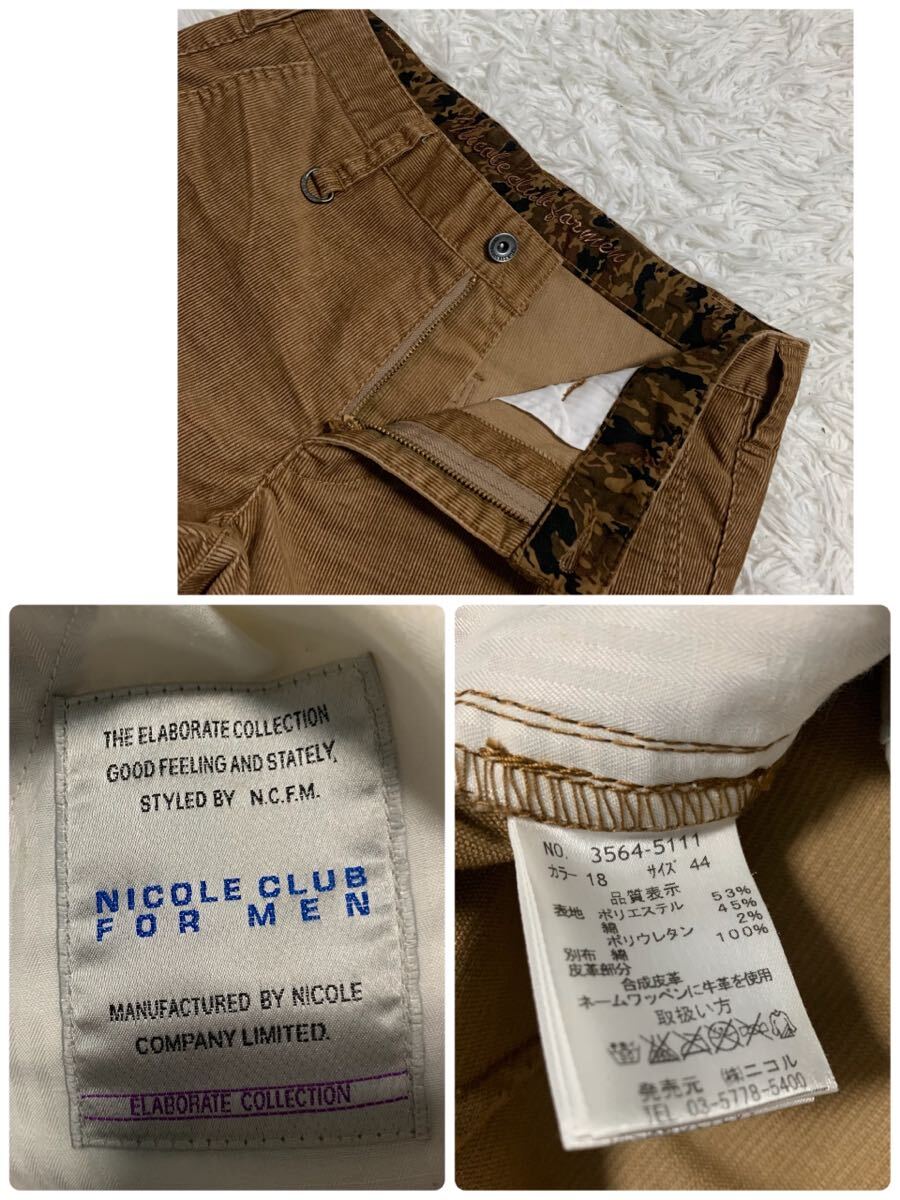 Nicole club for men
THE ELABORATE COLLECTION
GOOD FEELING AND STATELY,
STYLED BY N.C.F.M.
NICOLE CLUB
FOR MEN
MANUFACTURED BY NICOLE
COMPANY LIMITED.
ELABORATE COLLECTION
NO. 3564-5111
カラー 18 サイズ 44
品質表示
表地 ポリエステル 53%
綿 45%
ポリウレタン 2%
別布 綿 100%
皮革部分
合成皮革
ネームワッペンに牛革を使用
取扱い方
発売元 ㈱ニコル
TEL 03-5778-5400